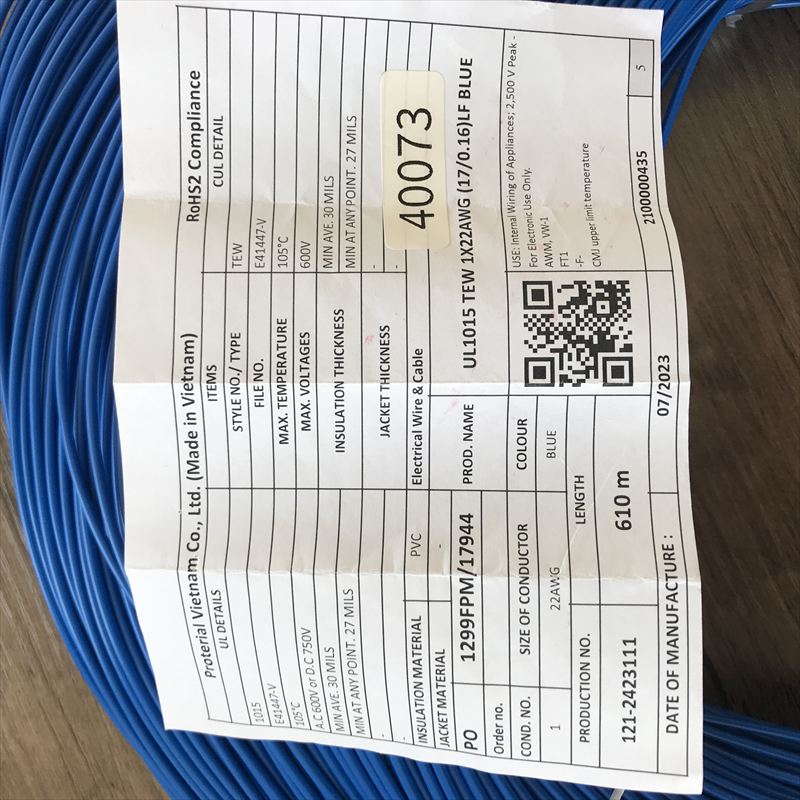 Proterial Vietnam Co., Ltd. (Made in Vietnam) RoHS2 Compliance
UL DETAILS ITEMS CUL DETAIL
1015 STYLE NO./ TYPE TEW
E41447-V FILE NO. E41447-V
105°C MAX. TEMPERATURE 105°C
A.C 600V or D.C 750V MAX. VOLTAGES 600V
MIN AVE. 30 MILS INSULATION THICKNESS MIN AVE. 30 MILS
MIN AT ANY POINT. 27 MILS MIN AT ANY POINT. 27 MILS
- JACKET THICKNESS -
- -
INSULATION MATERIAL PVC Electrical Wire & Cable
JACKET MATERIAL -
40073
PO 1299FPM/17944 PROD. NAME UL1015 TEW 1X22AWG (17/0.16)LF BLUE
Order no.
COND. NO. SIZE OF CONDUCTOR COLOUR
1 22AWG BLUE
USE: Internal Wiring of Appliances; 2,500 V Peak -
For Electronic Use Only.
AWM, VW-1
FT1
-F-
CMJ upper limit temperature
PRODUCTION NO. LENGTH
121-2423111 610 m 5
DATE OF MANUFACTURE : 07/2023 2100000435